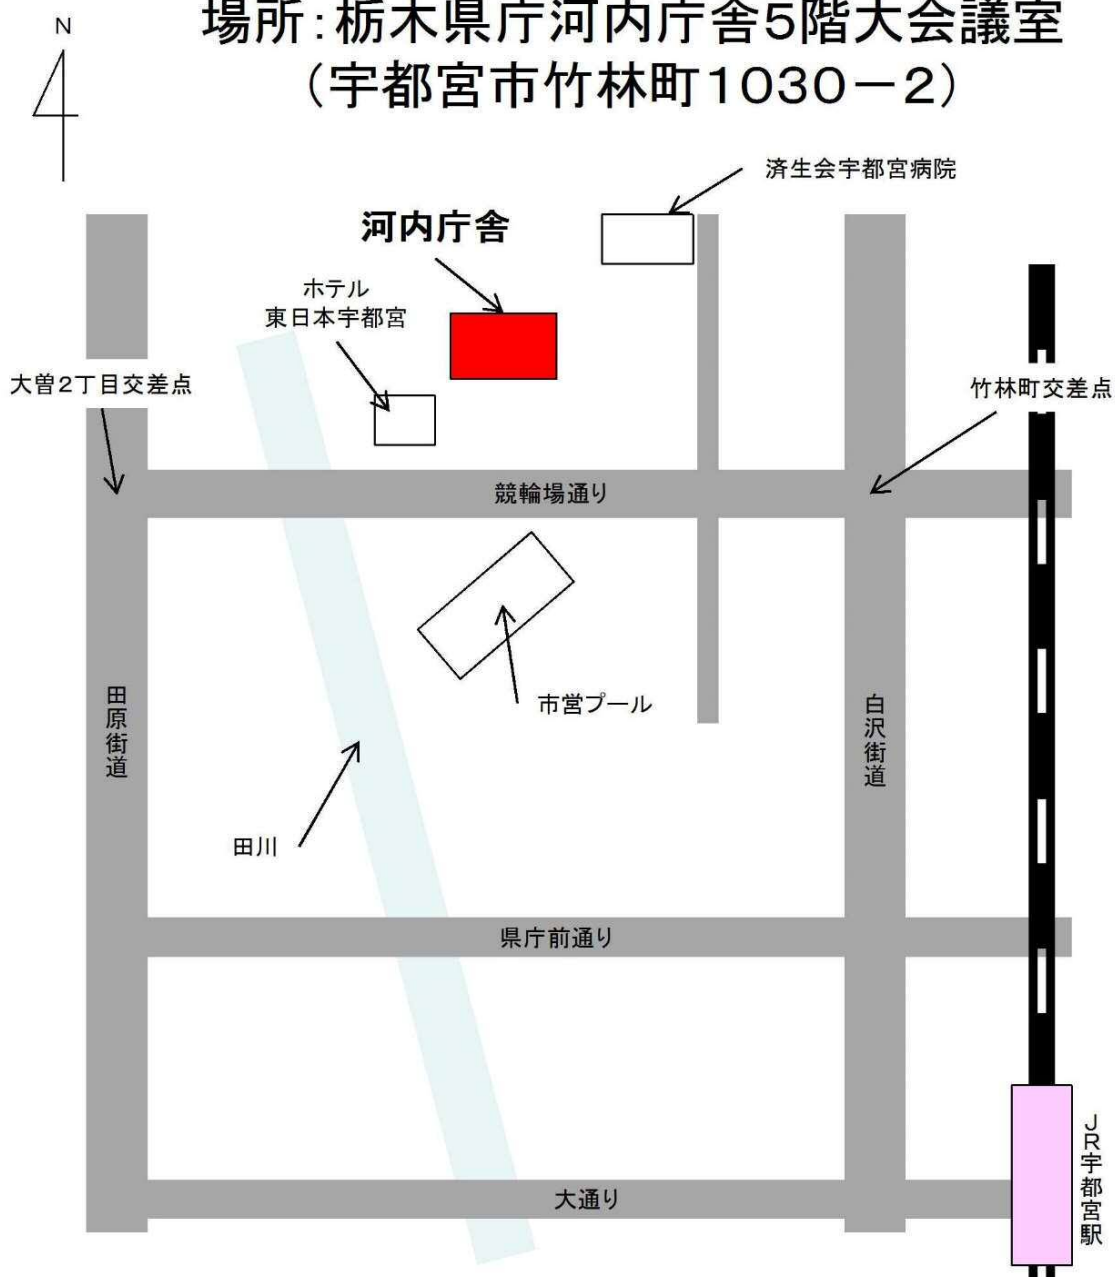 場所:栃木県庁河内庁舎5階大会議室
(宇都宮市竹林町1030-2)
N
済生会宇都宮病院
河内庁舎
ホテル
東日本宇都宮
大曽2丁目交差点
竹林町交差点
競輪場通り
市営プール
田原街道
白沢街道
田川
県庁前通り
大通り
JR宇都宮駅